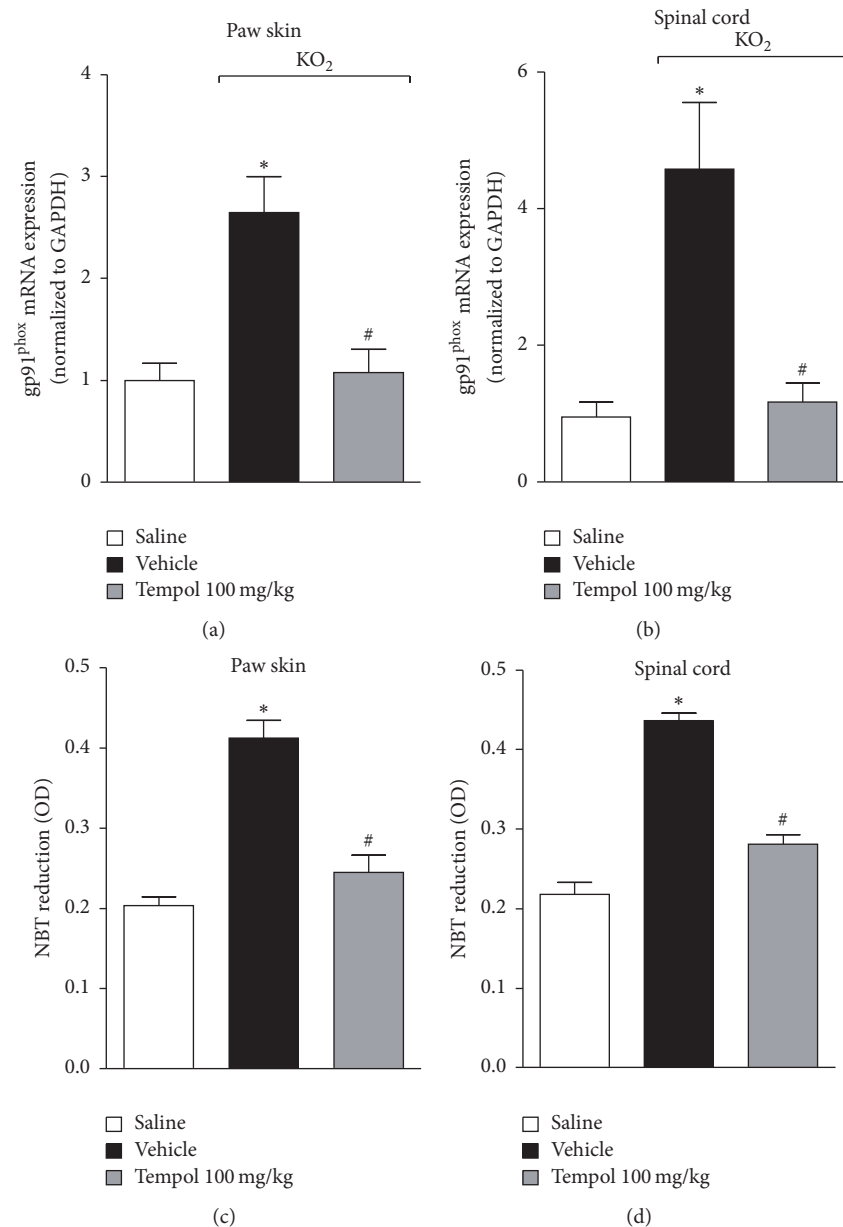 Paw skin
KO₂
4
3
2
1
0
gp91^phox mRNA expression
(normalized to GAPDH)
*
#
Saline
Vehicle
Tempol 100 mg/kg
(a)
Spinal cord
KO₂
6
4
2
0
gp91^phox mRNA expression
(normalized to GAPDH)
*
#
Saline
Vehicle
Tempol 100 mg/kg
(b)
Paw skin
0.5
0.4
0.3
0.2
0.1
0.0
NBT reduction (OD)
*
#
Saline
Vehicle
Tempol 100 mg/kg
(c)
Spinal cord
0.5
0.4
0.3
0.2
0.1
0.0
NBT reduction (OD)
*
#
Saline
Vehicle
Tempol 100 mg/kg
(d)